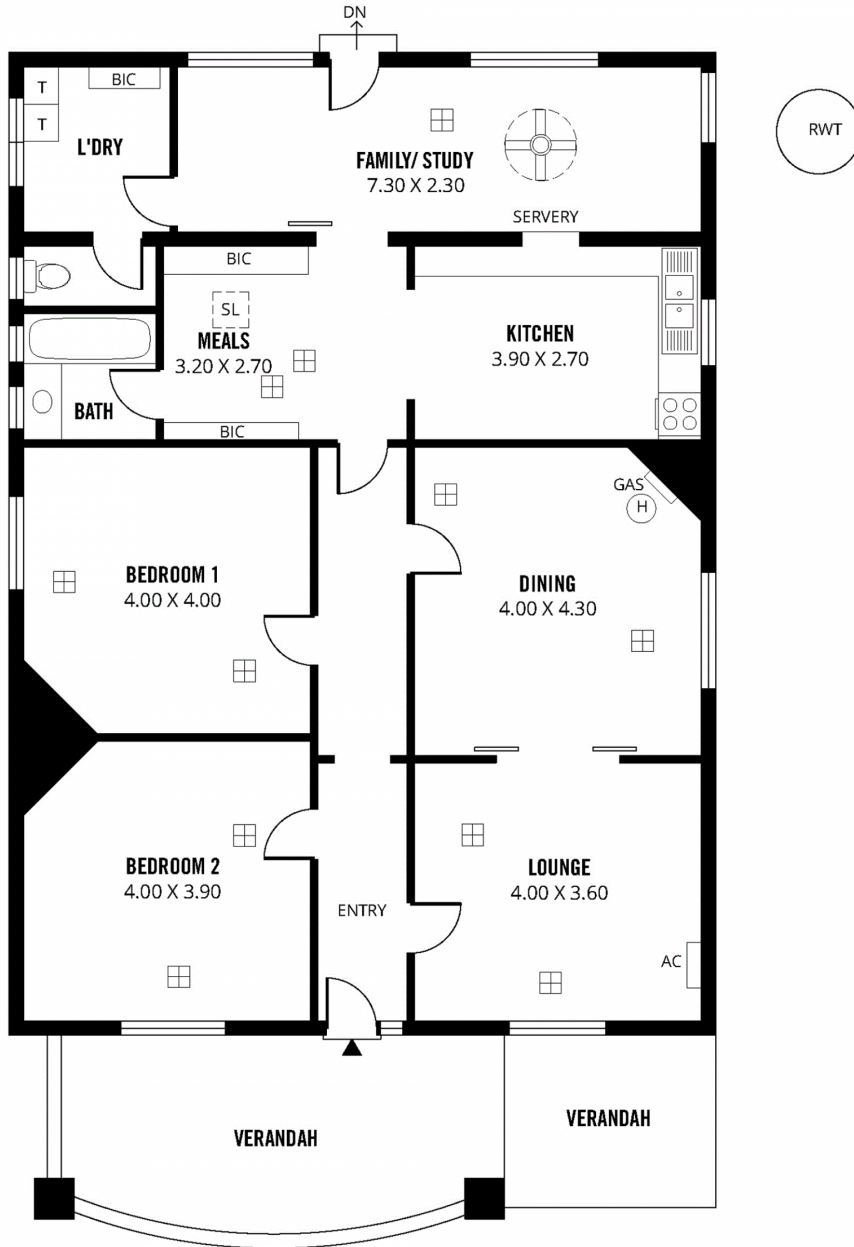 DN
BIC
T
T
L'DRY
FAMILY/ STUDY
7.30 X 2.30
RWT
SERVERY
BIC
SL
MEALS
3.20 X 2.70
KITCHEN
3.90 X 2.70
BATH
BIC
GAS
H
BEDROOM 1
4.00 X 4.00
DINING
4.00 X 4.30
BEDROOM 2
4.00 X 3.90
LOUNGE
4.00 X 3.60
ENTRY
AC
VERANDAH
VERANDAH